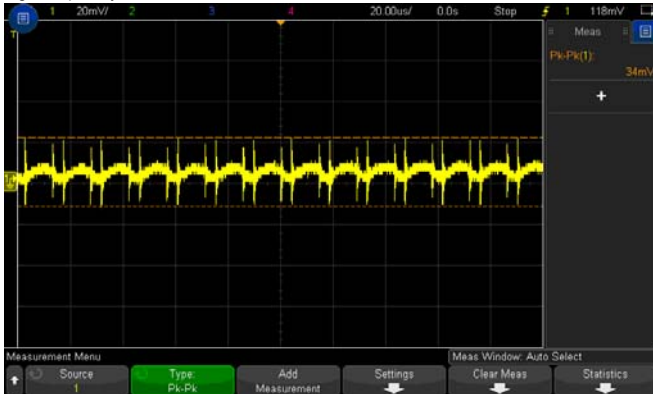 1 20mV/ 2 3 4 20.00us/ 0.0s Stop 1 118mV
T
Meas
Pk-Pk(1):
34mV
+
Measurement Menu
Meas Window: Auto Select
Source
1
Type:
Pk-Pk
Add
Measurement
Settings
Clear Meas
Statistics